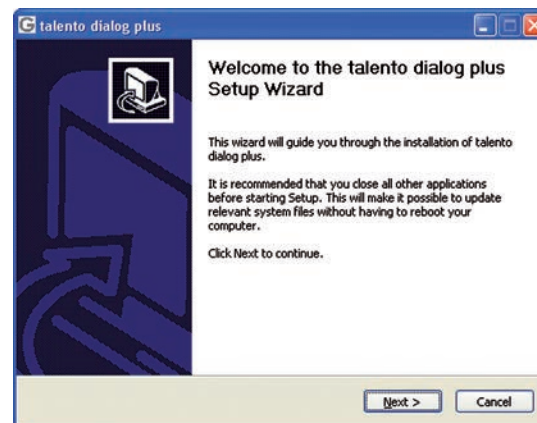 G talento dialog plus
Welcome to the talento dialog plus
Setup Wizard
This wizard will guide you through the installation of talento
dialog plus.
It is recommended that you close all other applications
before starting Setup. This will make it possible to update
relevant system files without having to reboot your
computer.
Click Next to continue.
Next > Cancel